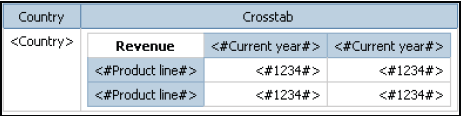 Country Crosstab
<Country> Revenue <#Current year#> <#Current year#>
<#Product line#> <#1234#> <#1234#>
<#Product line#> <#1234#> <#1234#>